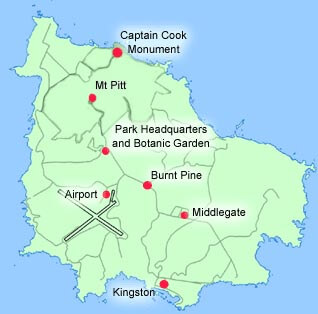 Captain Cook
Monument
Mt Pitt
Park Headquarters
and Botanic Garden
Burnt Pine
Airport
Middlegate
Kingston